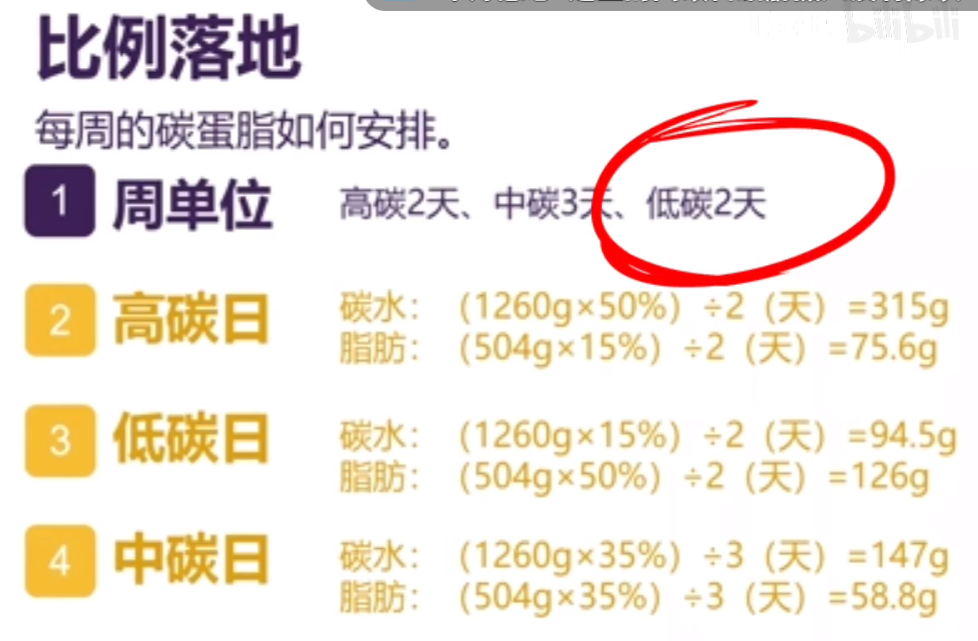 bilibili
比例落地
每周的碳蛋脂如何安排。
1 周单位 高碳2天、中碳3天、低碳2天
2 高碳日 碳水：（1260g×50%）÷2（天）=315g
脂肪：（504g×15%）÷2（天）=75.6g
3 低碳日 碳水：（1260g×15%）÷2（天）=94.5g
脂肪：（504g×50%）÷2（天）=126g
4 中碳日 碳水：（1260g×35%）÷3（天）=147g
脂肪：（504g×35%）÷3（天）=58.8g